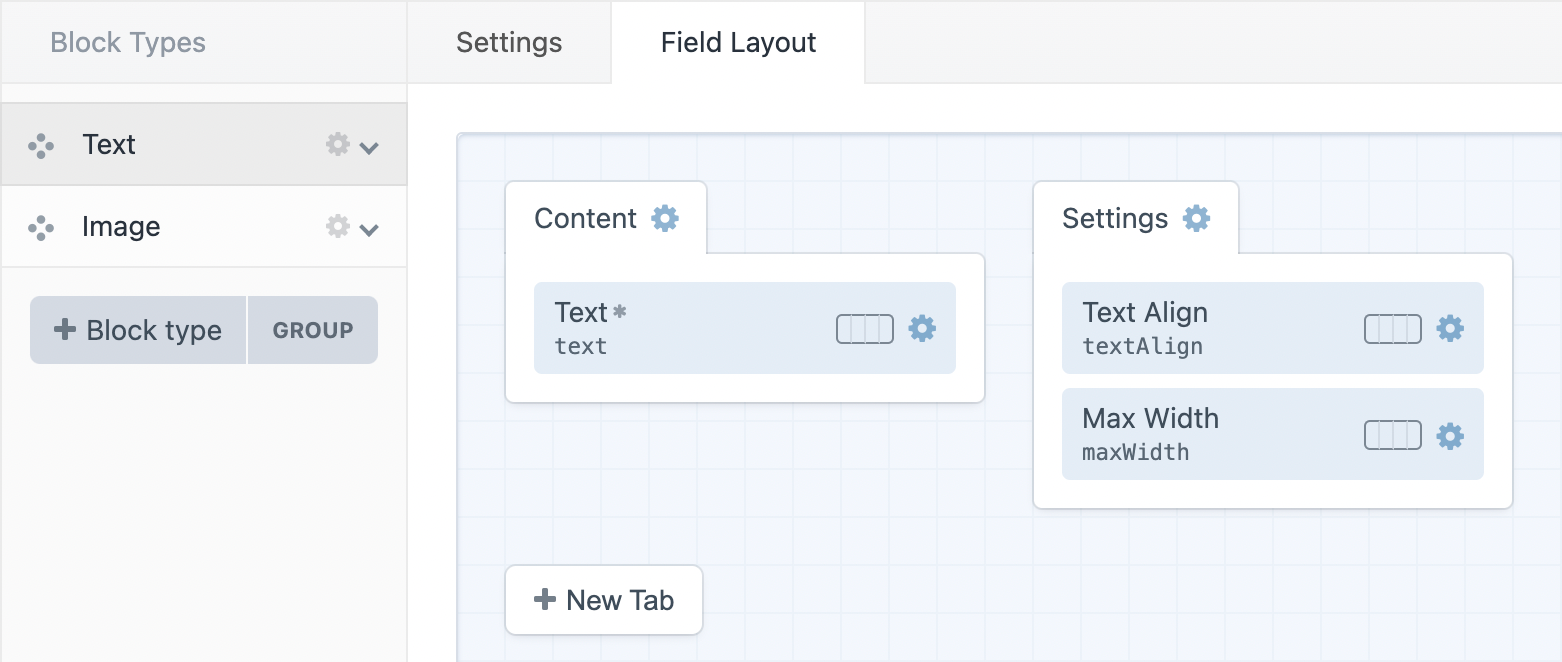 Block Types
Settings
Field Layout
Text
Image
Block type
GROUP
Content
Text*
text
Settings
Text Align
textAlign
Max Width
maxWidth
New Tab